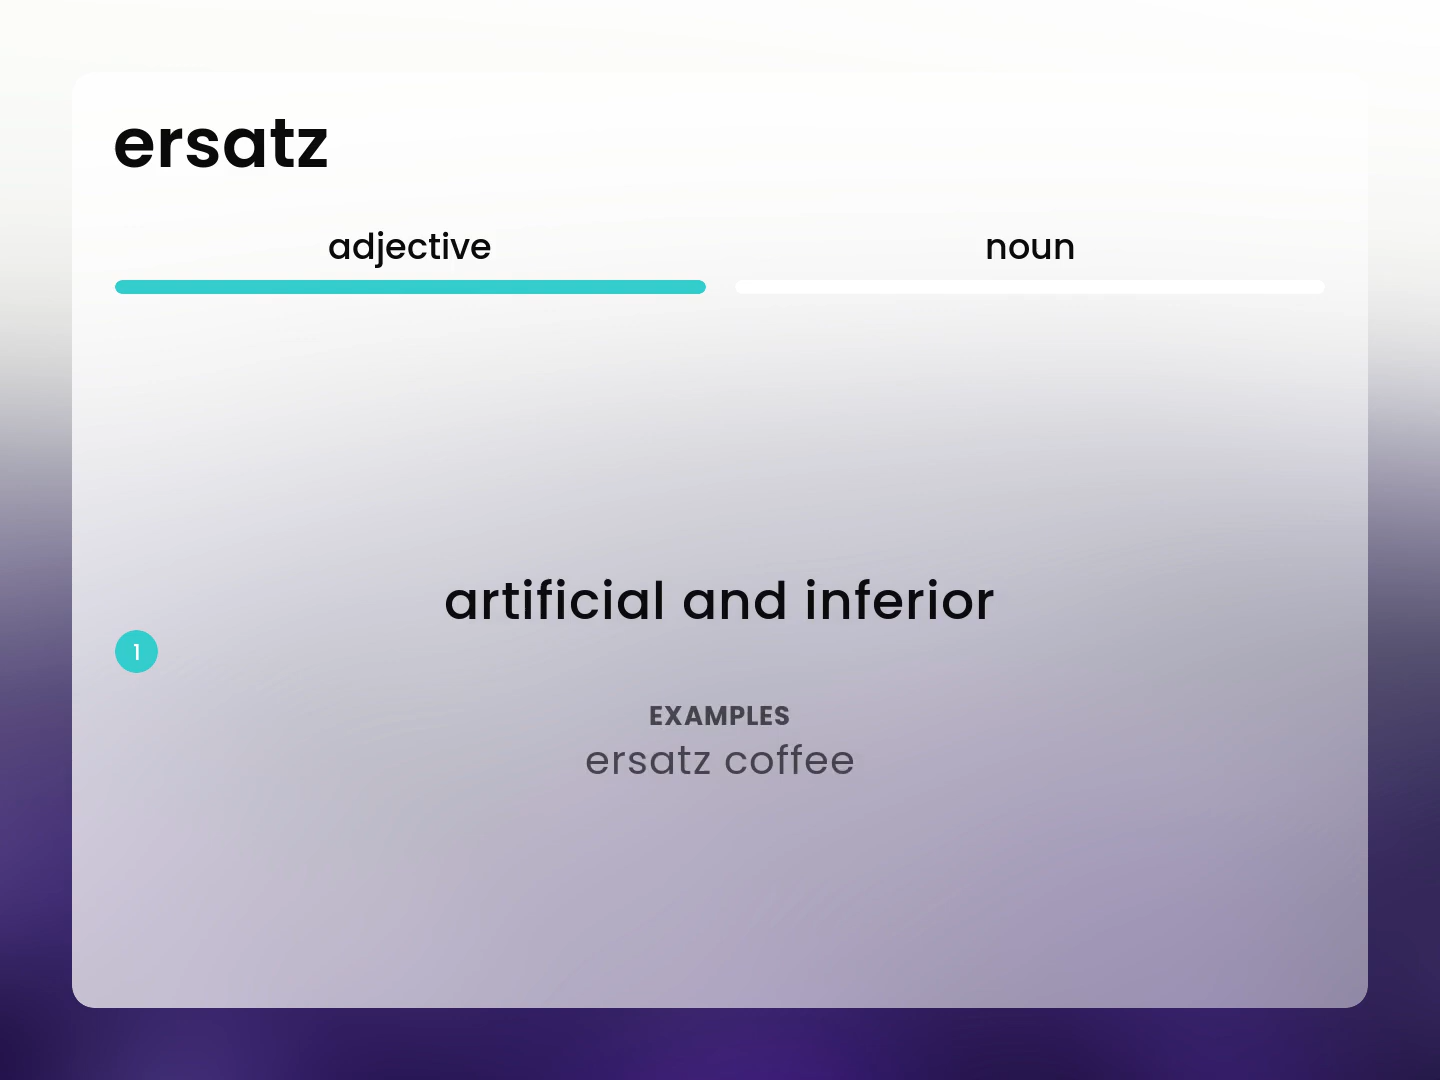 ersatz
adjective
noun
artificial and inferior
1
EXAMPLES
ersatz coffee